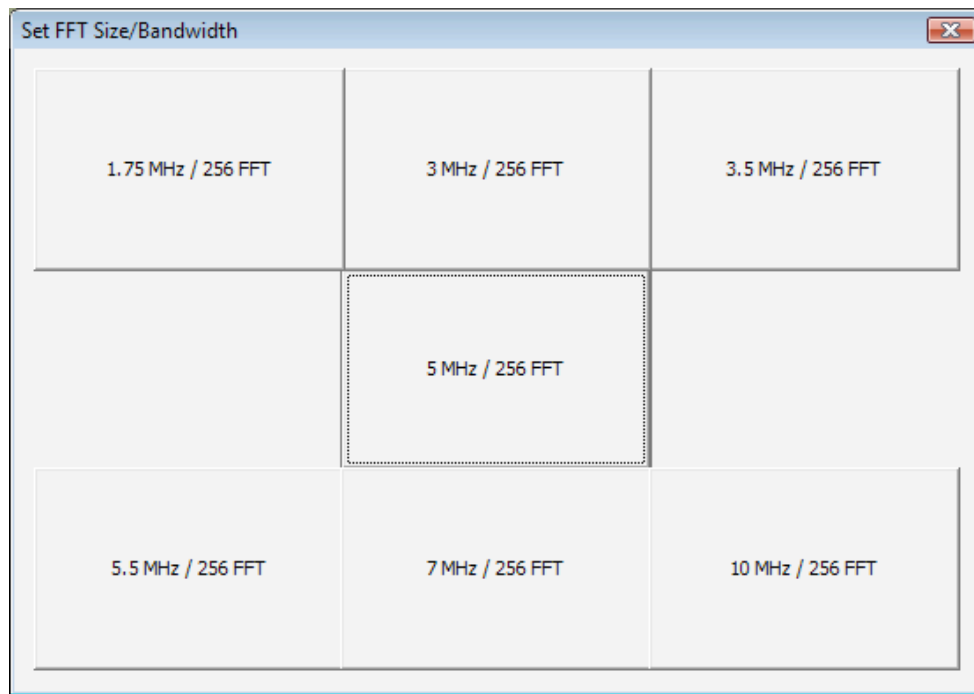 Set FFT Size/Bandwidth
1.75 MHz / 256 FFT
3 MHz / 256 FFT
3.5 MHz / 256 FFT
5 MHz / 256 FFT
5.5 MHz / 256 FFT
7 MHz / 256 FFT
10 MHz / 256 FFT